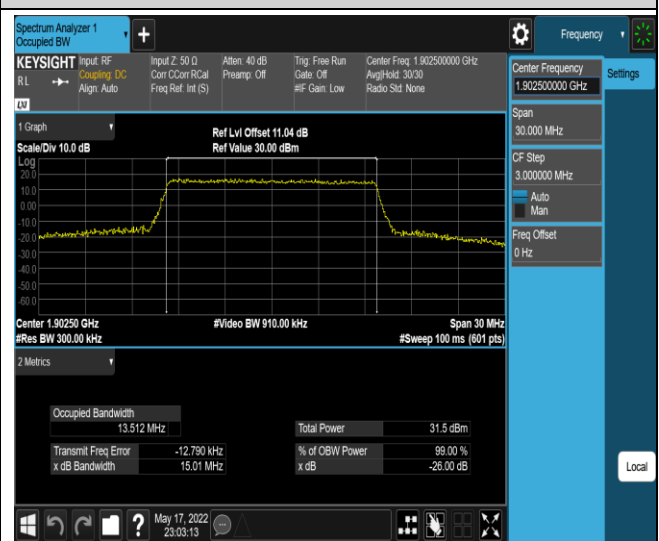 Spectrum Analyzer 1
Occupied BW
+
Frequency
KEYSIGHT
RL
LXI
Input: RF
Coupling: DC
Align: Auto
Input Z: 50 Ω
Corr CCorr RCal
Freq Ref: Int (S)
Atten: 40 dB
Preamp: Off
Trig: Free Run
Gate: Off
#IF Gain: Low
Center Freq: 1.902500000 GHz
Avg|Hold: 30/30
Radio Std: None
Center Frequency
1.902500000 GHz
Settings
Span
30.000 MHz
CF Step
3.000000 MHz
Auto
Man
Freq Offset
0 Hz
1 Graph
Scale/Div 10.0 dB
Ref Lvl Offset 11.04 dB
Ref Value 30.00 dBm
Log
20.0
10.0
0.00
-10.0
-20.0
-30.0
-40.0
-50.0
-60.0
Center 1.90250 GHz
#Video BW 910.00 kHz
Span 30 MHz
#Res BW 300.00 kHz
#Sweep 100 ms (601 pts)
2 Metrics
Occupied Bandwidth
13.512 MHz
Total Power 31.5 dBm
Transmit Freq Error -12.790 kHz
% of OBW Power 99.00 %
x dB Bandwidth 15.01 MHz
x dB -26.00 dB
Local
?
May 17, 2022
23:03:13